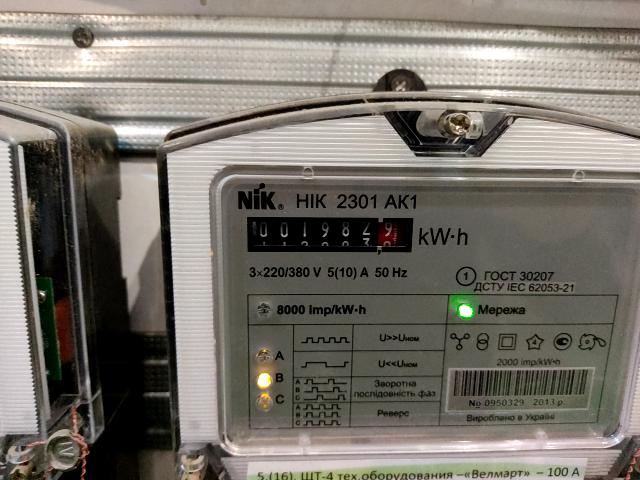 NiK® НІК 2301 АК1
001982 9 kW·h
3×220/380 V 5(10) A 50 Hz
1 ГОСТ 30207
ДСТУ IEC 62053-21
8000 imp/kW·h
Мережа
A
B
C
U>>Uном
U<<Uном
A
B
C
Зворотна
послідовність фаз
A
B
C
Реверс
2000 imp/kW·h
No 0950329 2013 р.
Вироблено в Україні
5.(16). ЩТ-4 тех.оборудования –«Велмарт» – 100 А